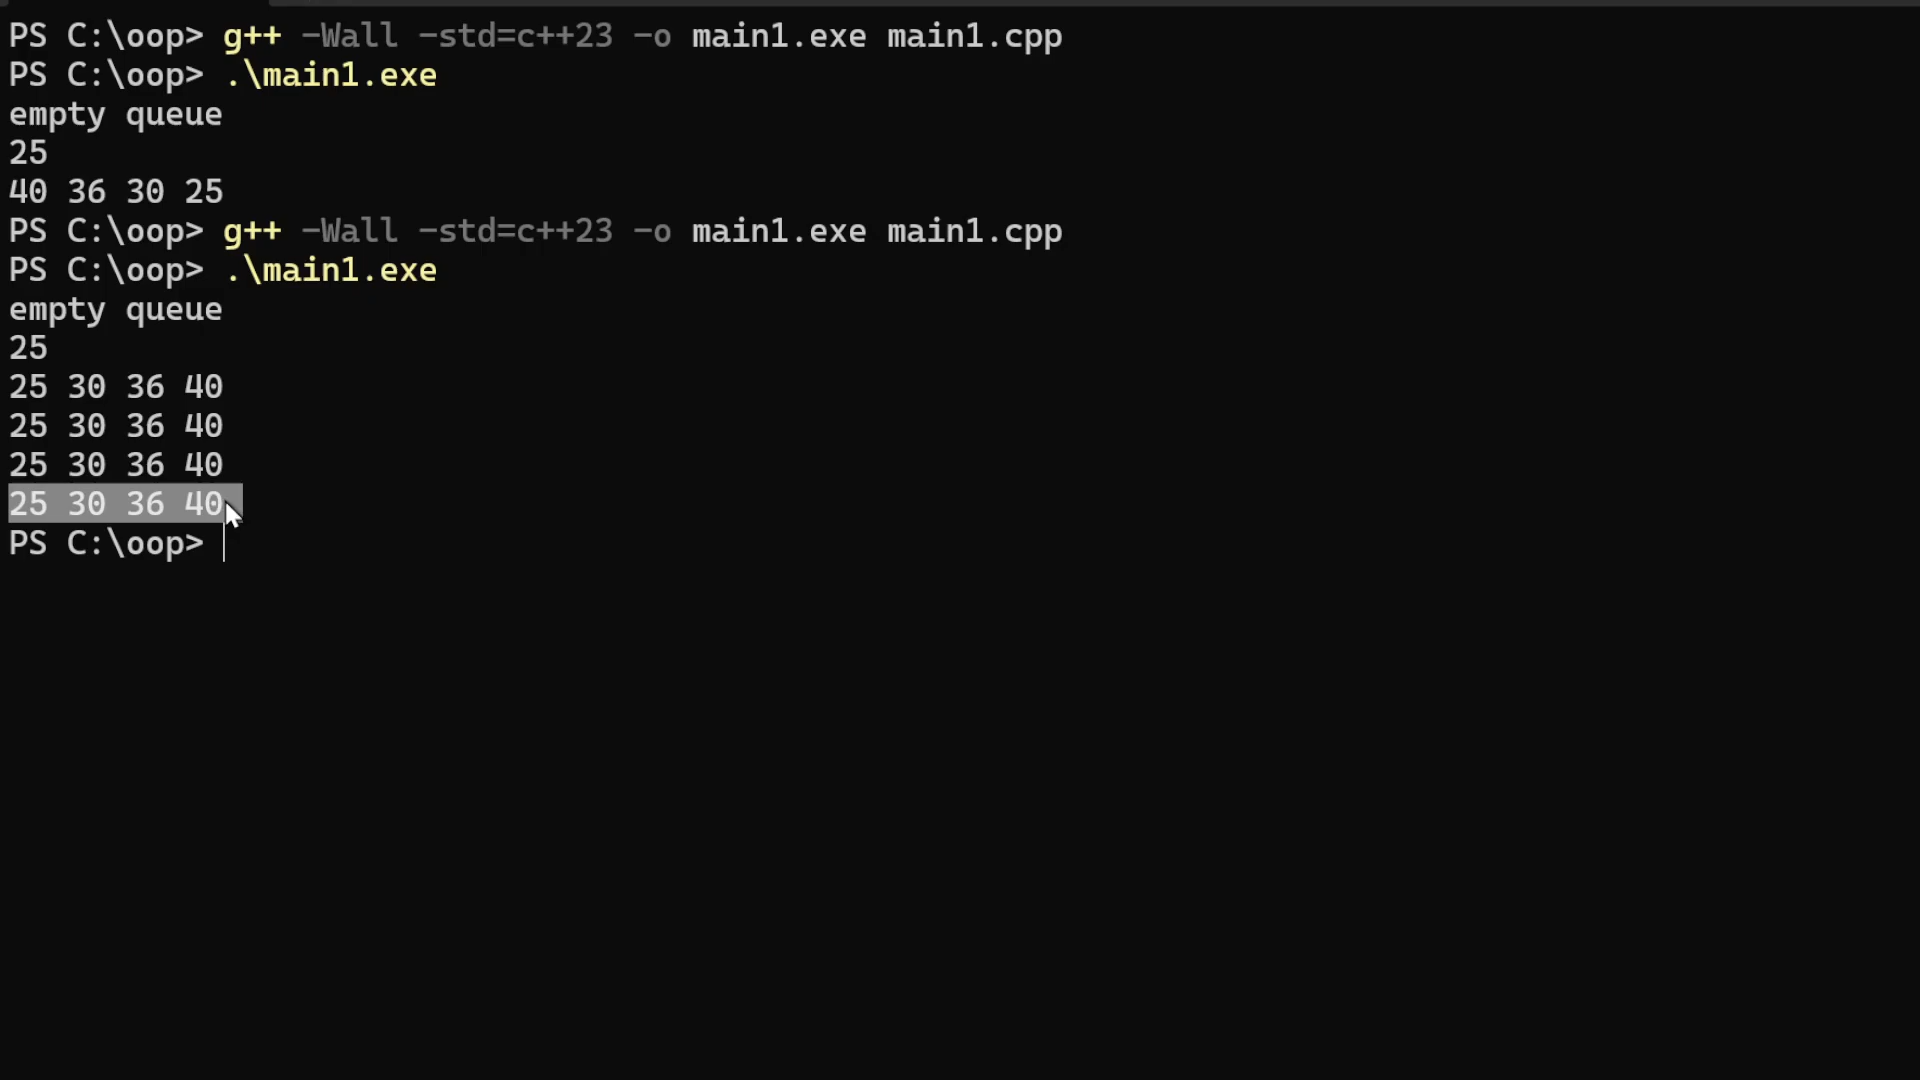 PS C:\oop> g++ -Wall -std=c++23 -o main1.exe main1.cpp
PS C:\oop> .\main1.exe
empty queue
25
40 36 30 25
PS C:\oop> g++ -Wall -std=c++23 -o main1.exe main1.cpp
PS C:\oop> .\main1.exe
empty queue
25
25 30 36 40
25 30 36 40
25 30 36 40
25 30 36 40
PS C:\oop>